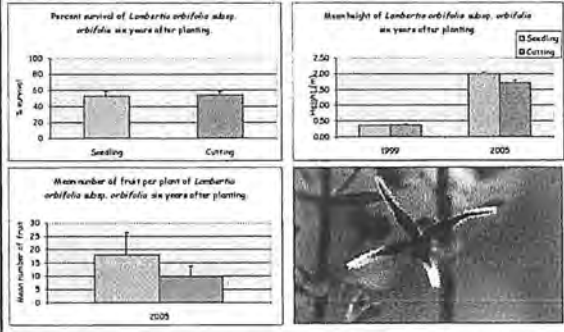 Percent survival of Lambertia orbifolia subsp.
orbifolia six years after planting.
% survival
100
80
60
40
20
0
Seedling
Cutting
Mean height of Lambertia orbifolia subsp. orbifolia
six years after planting.
Seedling
Cutting
Height (m)
2.50
2.00
1.50
1.00
0.50
0.00
1999
2005
Mean number of fruit per plant of Lambertia
orbifolia subsp. orbifolia six years after planting.
Mean number of fruit
30
25
20
15
10
5
0
2005